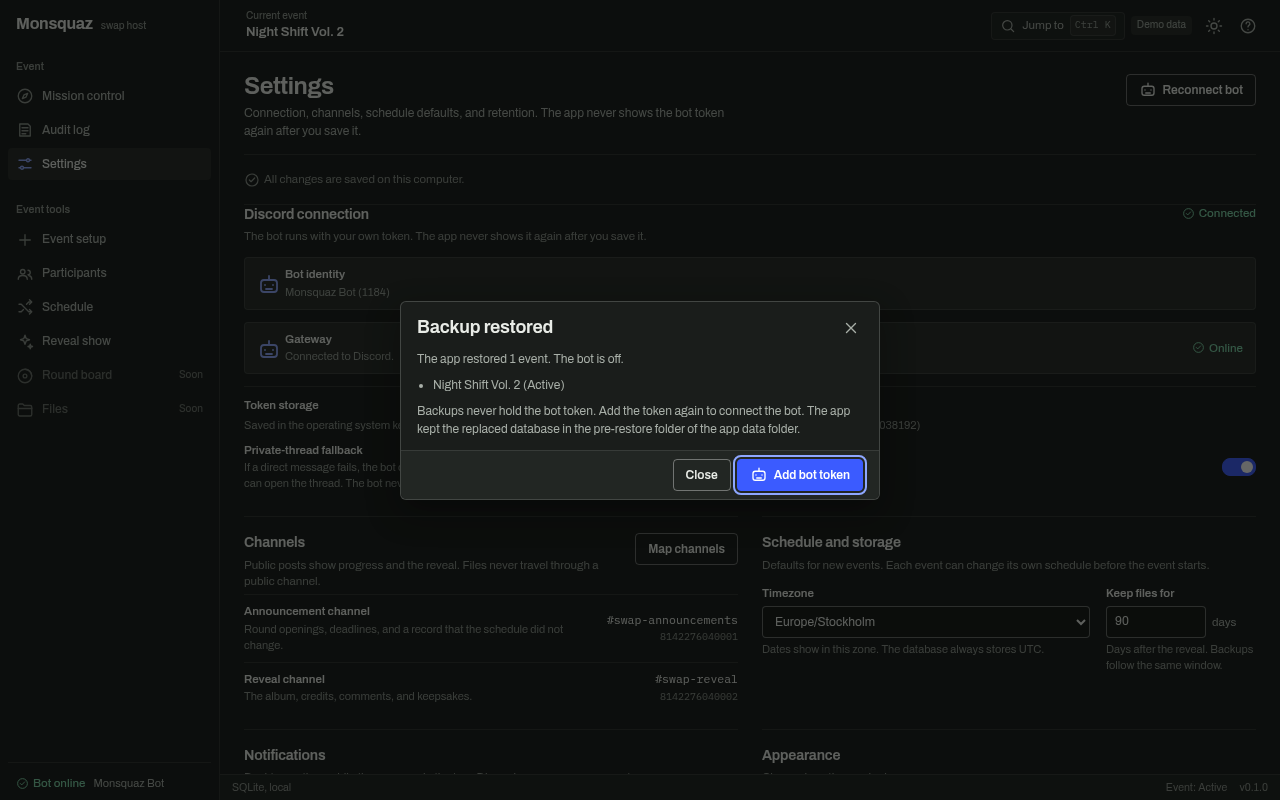 Monsquaz swap host
Current event
Night Shift Vol. 2
Jump to Ctrl K
Demo data
Event
Mission control
Audit log
Settings
Event tools
Event setup
Participants
Schedule
Reveal show
Round board Soon
Files Soon
Bot online Monsquaz Bot
Settings
Connection, channels, schedule defaults, and retention. The app never shows the bot token
again after you save it.
Reconnect bot
All changes are saved on this computer.
Discord connection
Connected
The bot runs with your own token. The app never shows it again after you save it.
Bot identity
Monsquaz Bot (1184)
Gateway
Connected to Discord.
Online
Token storage
Saved in the operating system
038192)
Private-thread fallback
If a direct message fails, the bot
can open the thread. The bot
Backup restored
The app restored 1 event. The bot is off.
Night Shift Vol. 2 (Active)
Backups never hold the bot token. Add the token again to connect the bot. The app
kept the replaced database in the pre-restore folder of the app data folder.
Close
Add bot token
Channels
Public posts show progress and the reveal. Files never travel through a
public channel.
Map channels
Announcement channel
Round openings, deadlines, and a record that the schedule did not
change.
#swap-announcements
8142276040001
Reveal channel
The album, credits, comments, and keepsakes.
#swap-reveal
8142276040002
Schedule and storage
Defaults for new events. Each event can change its own schedule before the event starts.
Timezone
Europe/Stockholm
Dates show in this zone. The database always stores UTC.
Keep files for
90 days
Days after the reveal. Backups
follow the same window.
Notifications
Appearance
SQLite, local
Event: Active v0.1.0